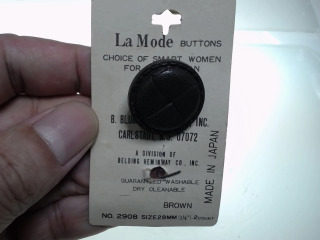 La Mode BUTTONS
CHOICE OF SMART WOMEN
FOR
B. BLU INC.
CARLSTADT, N.J. 07072
A DIVISION OF
BELDING HEMINWAY CO., INC.
GUARANTEED WASHABLE
DRY CLEANABLE
BROWN
MADE IN JAPAN
NO. 2908 SIZE 28MM